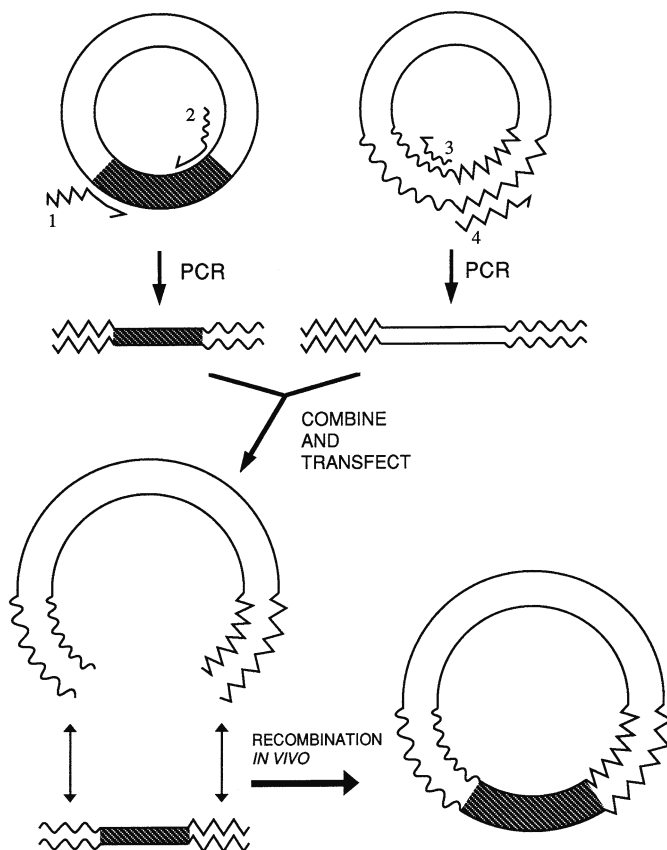 2
3
1
4
PCR
PCR
COMBINE
AND
TRANSFECT
RECOMBINATION
IN VIVO